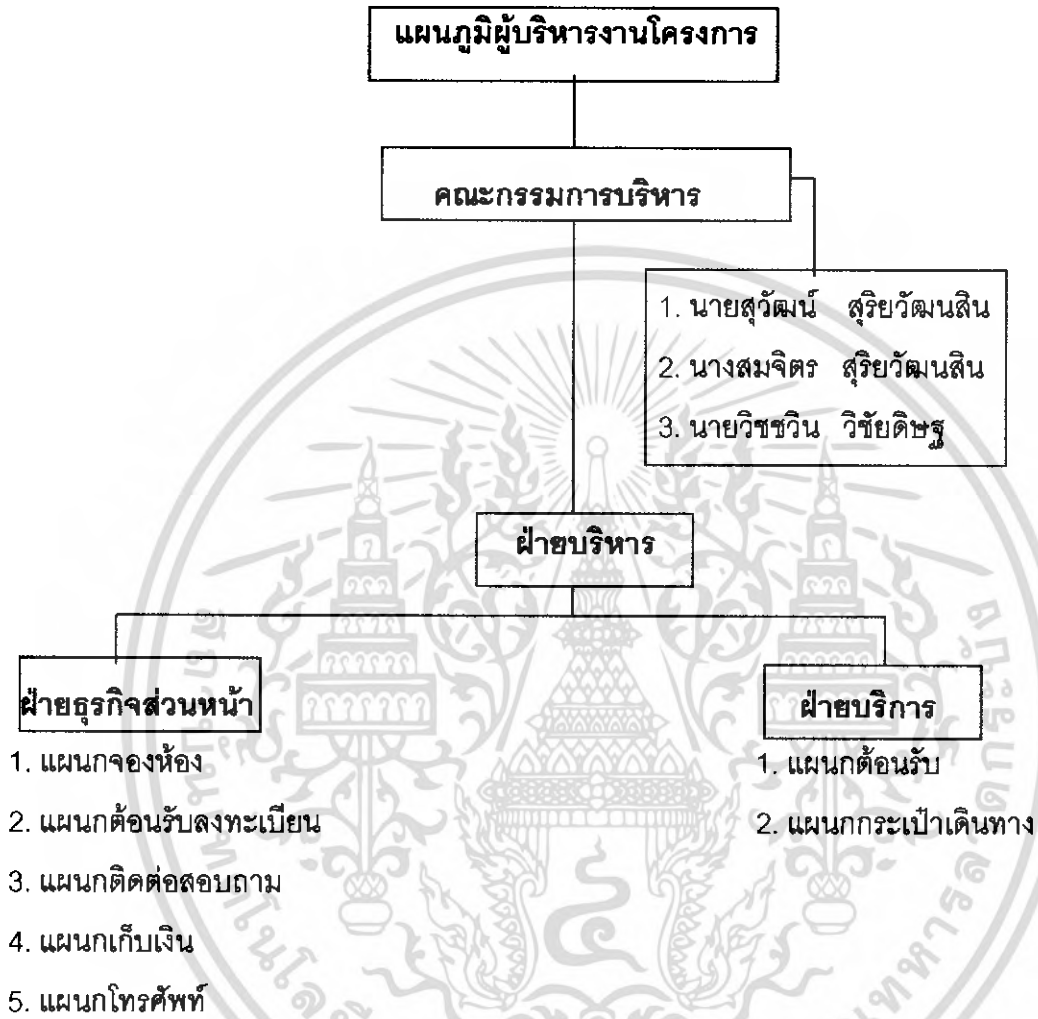 แผนภูมิผู้บริหารงานโครงการ
คณะกรรมการบริหาร
1. นายสุวัฒน์ สุริยวัฒนสิน
2. นางสมจิตร สุริยวัฒนสิน
3. นายวิชชวิน วิชัยดิษฐ
ฝ่ายบริหาร
ฝ่ายธุรกิจส่วนหน้า
1. แผนกจองห้อง
2. แผนกต้อนรับลงทะเบียน
3. แผนกติดต่อสอบถาม
4. แผนกเก็บเงิน
5. แผนกโทรศัพท์
ฝ่ายบริการ
1. แผนกต้อนรับ
2. แผนกกระเป๋าเดินทาง